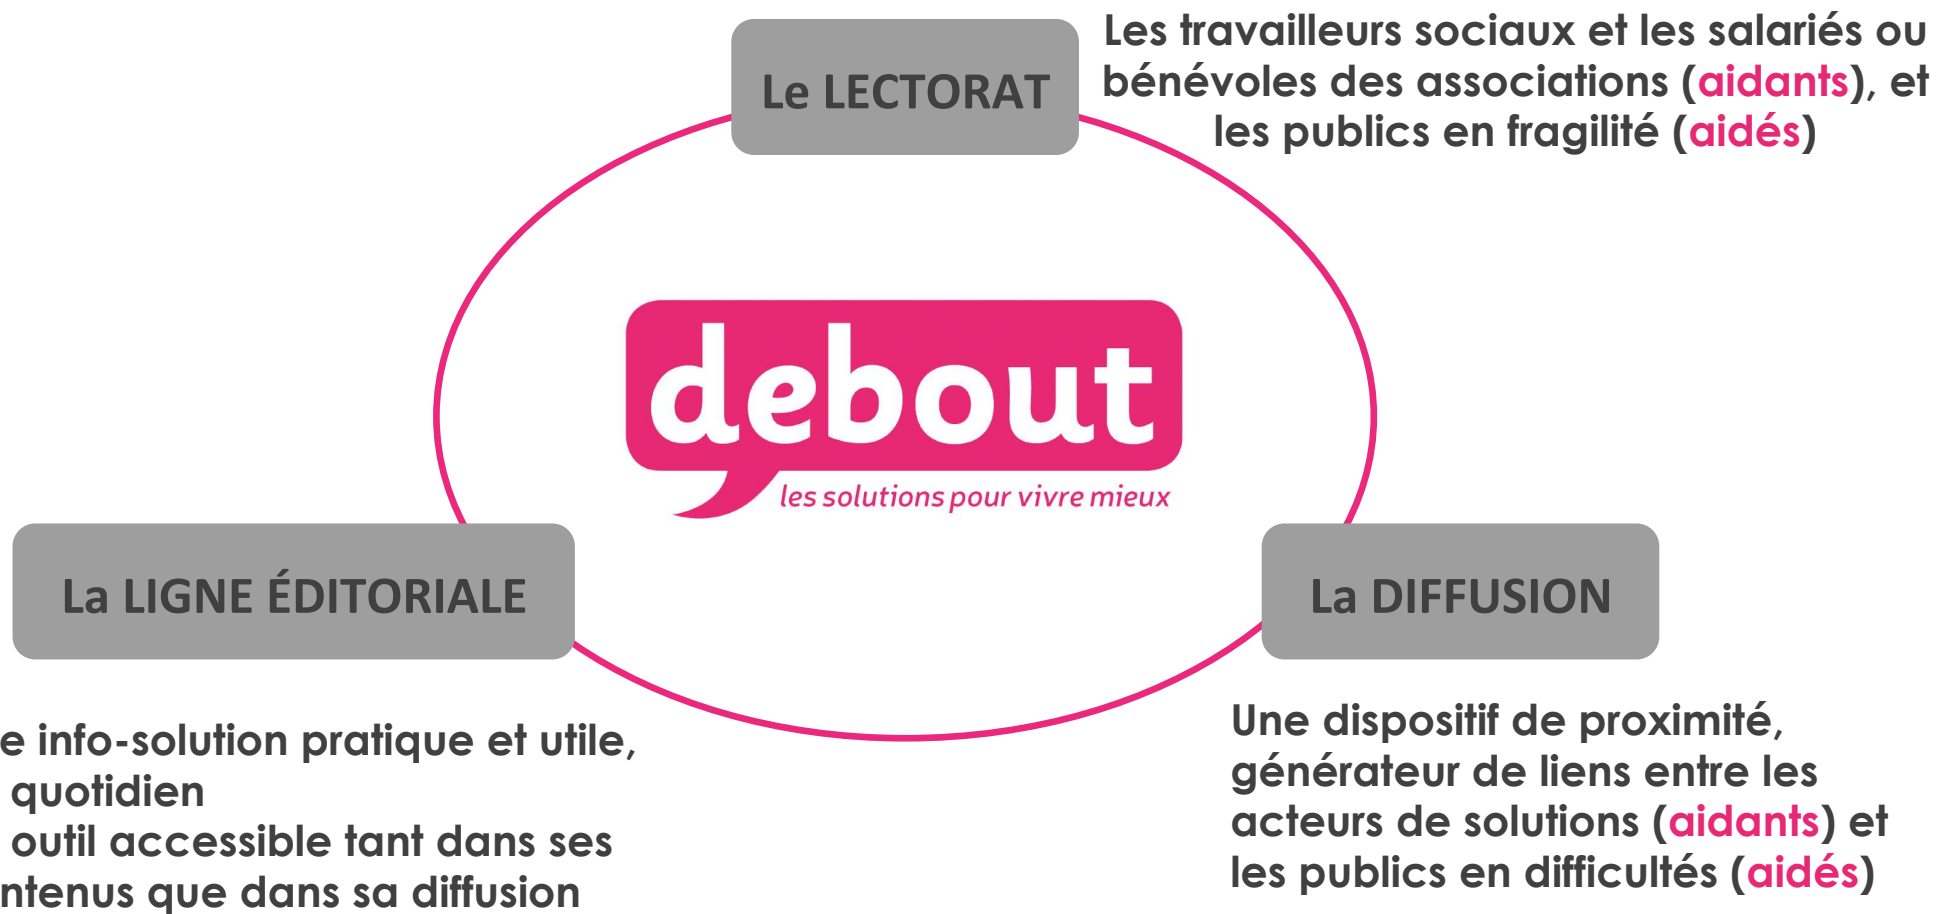 Le LECTORAT
Les travailleurs sociaux et les salariés ou
bénévoles des associations (aidants), et
les publics en fragilité (aidés)
debout
les solutions pour vivre mieux
La LIGNE ÉDITORIALE
La DIFFUSION
e info-solution pratique et utile,
quotidien
outil accessible tant dans ses
ntenus que dans sa diffusion
Une dispositif de proximité,
générateur de liens entre les
acteurs de solutions (aidants) et
les publics en difficultés (aidés)